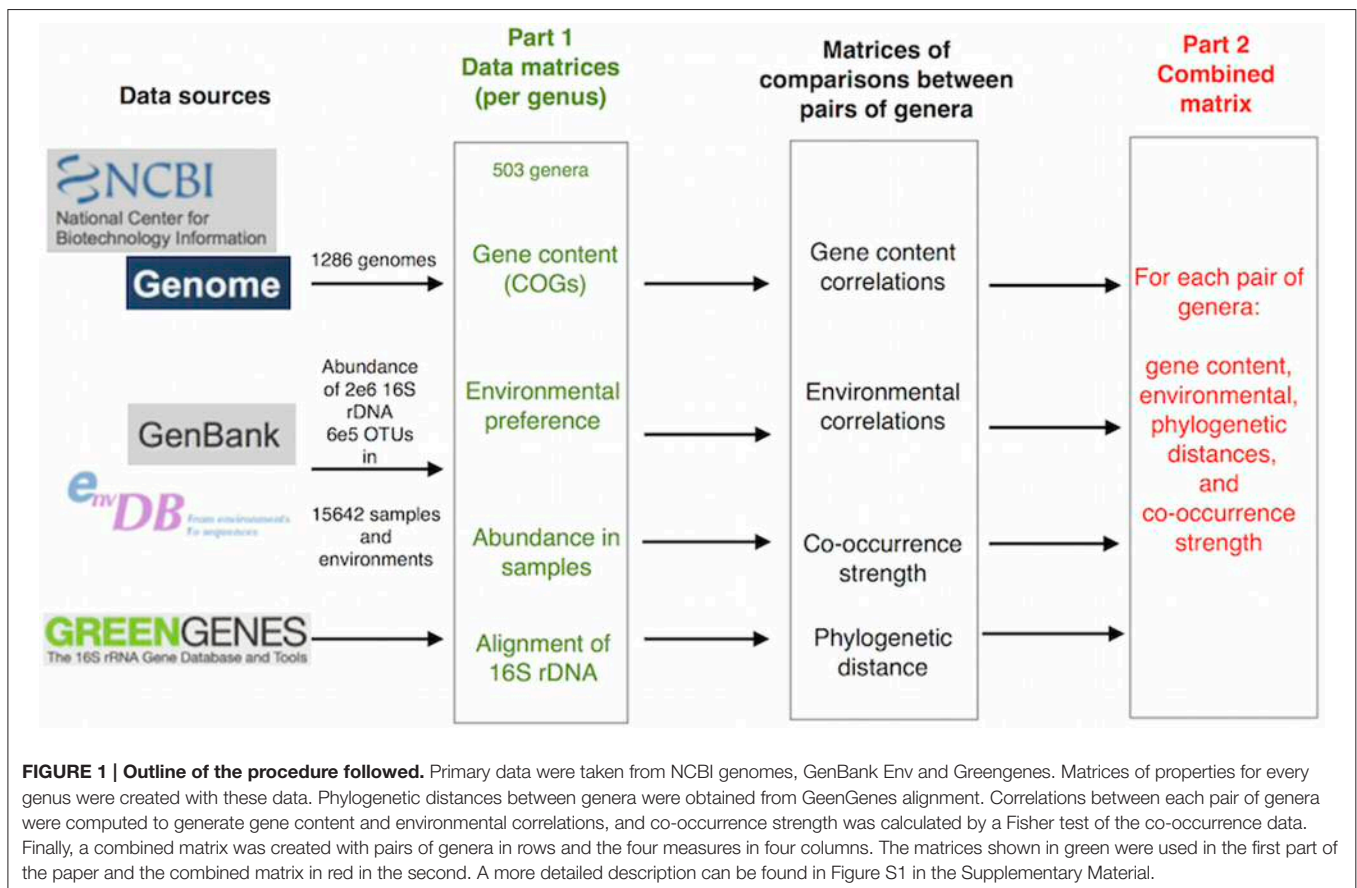 Data sources
Part 1
Data matrices
(per genus)
Matrices of
comparisons between
pairs of genera
Part 2
Combined
matrix
NCBI
National Center for
Biotechnology Information
Genome
1286 genomes
GenBank
Abundance
of 2e6 16S
rDNA
6e5 OTUs
in
envDB
From environments
To sequences
15642 samples
and
environments
GREENGENES
The 16S rRNA Gene Database and Tools
503 genera
Gene content
(COGs)
Environmental
preference
Abundance in
samples
Alignment of
16S rDNA
Gene content
correlations
Environmental
correlations
Co-occurrence
strength
Phylogenetic
distance
For each pair of
genera:
gene content,
environmental,
phylogenetic
distances,
and
co-occurrence
strength
FIGURE 1 | Outline of the procedure followed. Primary data were taken from NCBI genomes, GenBank Env and Greengenes. Matrices of properties for every
genus were created with these data. Phylogenetic distances between genera were obtained from GeenGenes alignment. Correlations between each pair of genera
were computed to generate gene content and environmental correlations, and co-occurrence strength was calculated by a Fisher test of the co-occurrence data.
Finally, a combined matrix was created with pairs of genera in rows and the four measures in four columns. The matrices shown in green were used in the first part of
the paper and the combined matrix in red in the second. A more detailed description can be found in Figure S1 in the Supplementary Material.